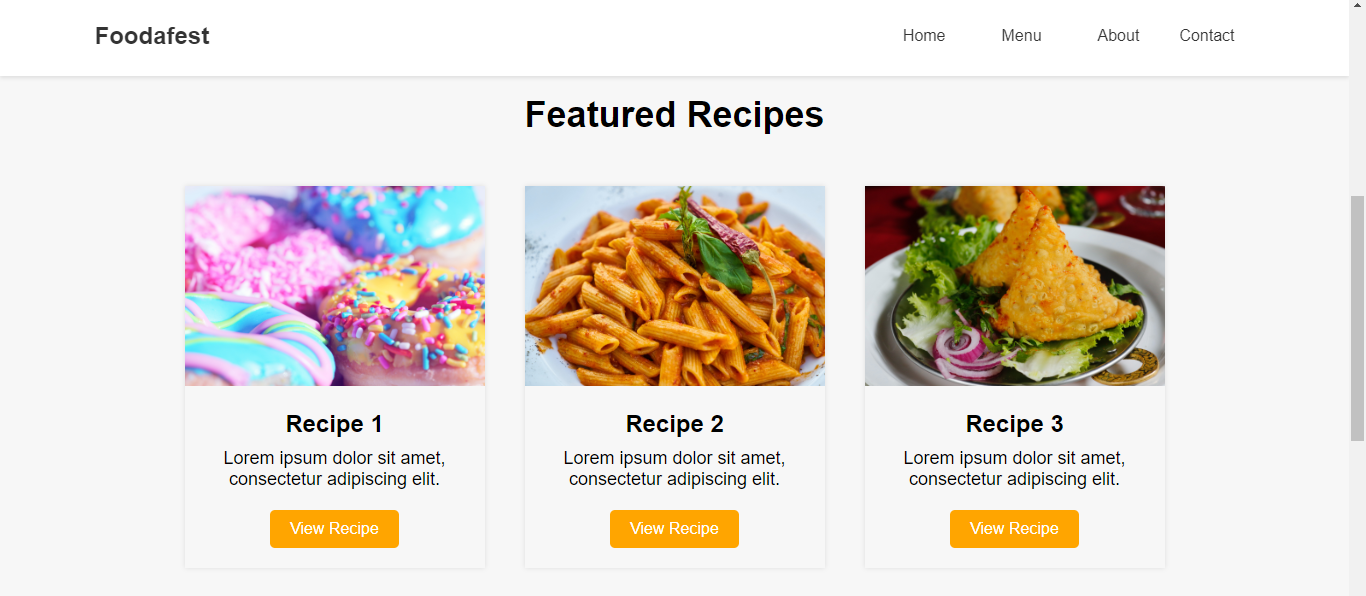 Foodafest
Home Menu About Contact
Featured Recipes
Recipe 1
Lorem ipsum dolor sit amet,
consectetur adipiscing elit.
View Recipe
Recipe 2
Lorem ipsum dolor sit amet,
consectetur adipiscing elit.
View Recipe
Recipe 3
Lorem ipsum dolor sit amet,
consectetur adipiscing elit.
View Recipe